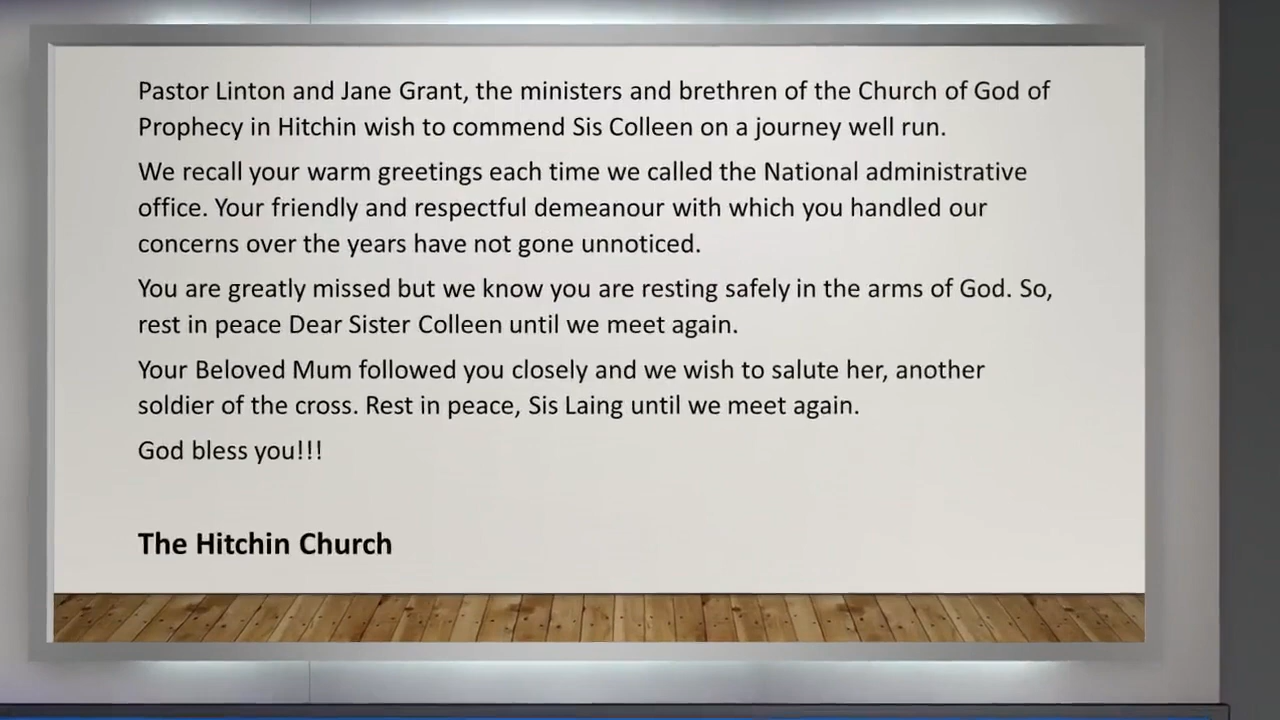 Pastor Linton and Jane Grant, the ministers and brethren of the Church of God of
Prophecy in Hitchin wish to commend Sis Colleen on a journey well run.
We recall your warm greetings each time we called the National administrative
office. Your friendly and respectful demeanour with which you handled our
concerns over the years have not gone unnoticed.
You are greatly missed but we know you are resting safely in the arms of God. So,
rest in peace Dear Sister Colleen until we meet again.
Your Beloved Mum followed you closely and we wish to salute her, another
soldier of the cross. Rest in peace, Sis Laing until we meet again.
God bless you!!!
The Hitchin Church